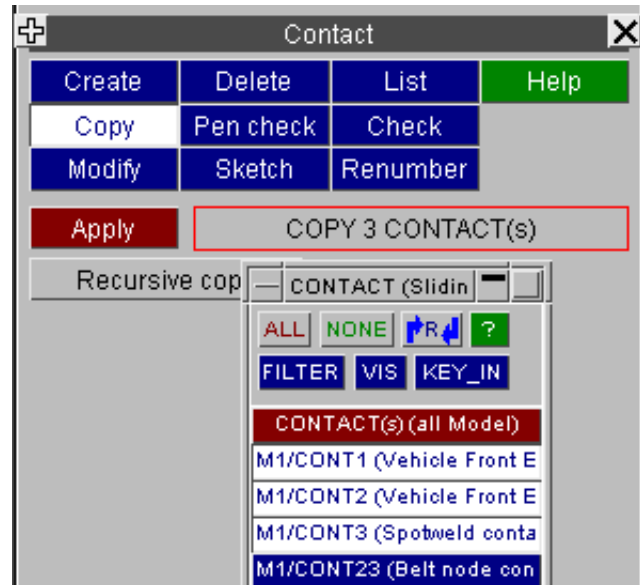 Contact
Create Delete List Help
Copy Pen check Check
Modify Sketch Renumber
Apply COPY 3 CONTACT(s)
Recursive cop
CONTACT (Slidin
ALL NONE R ?
FILTER VIS KEY_IN
CONTACT(s) (all Model)
M1/CONT1 (Vehicle Front E
M1/CONT2 (Vehicle Front E
M1/CONT3 (Spotweld conta
M1/CONT23 (Belt node con